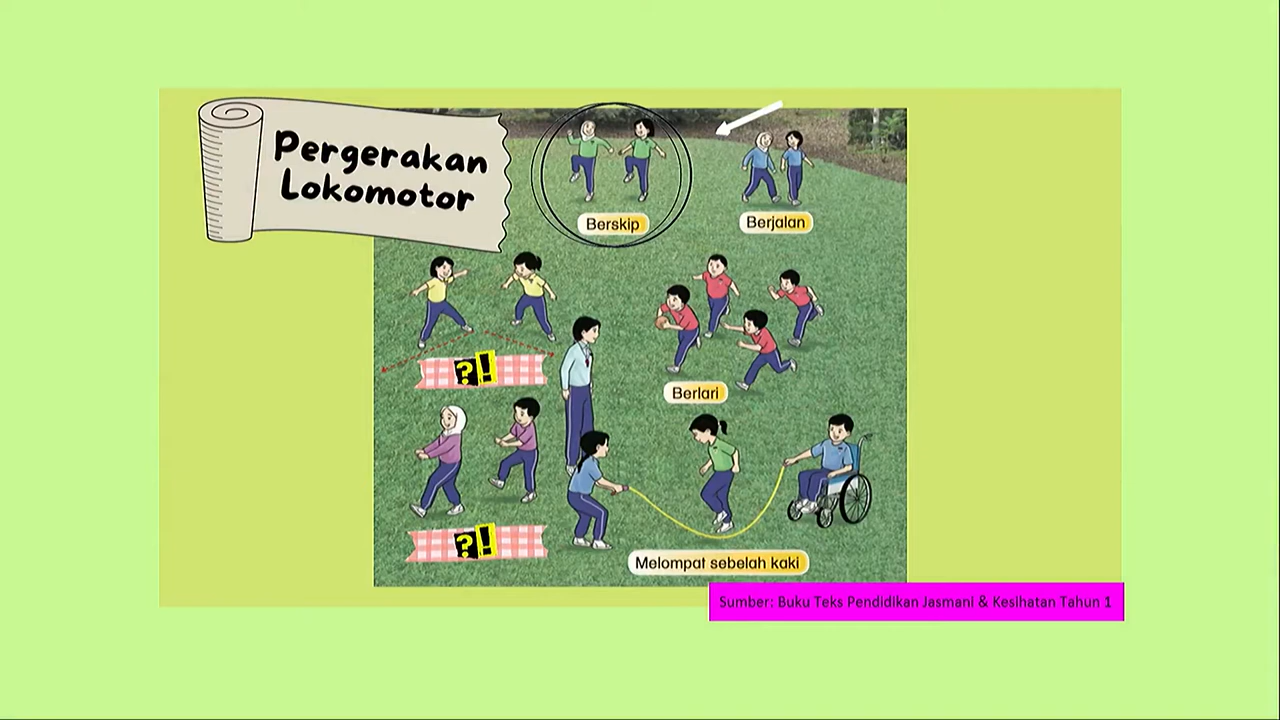 Pergerakan
Lokomotor
Berskip
Berjalan
?!
Berlari
?!
Melompat sebelah kaki
Sumber: Buku Teks Pendidikan Jasmani & Kesihatan Tahun 1